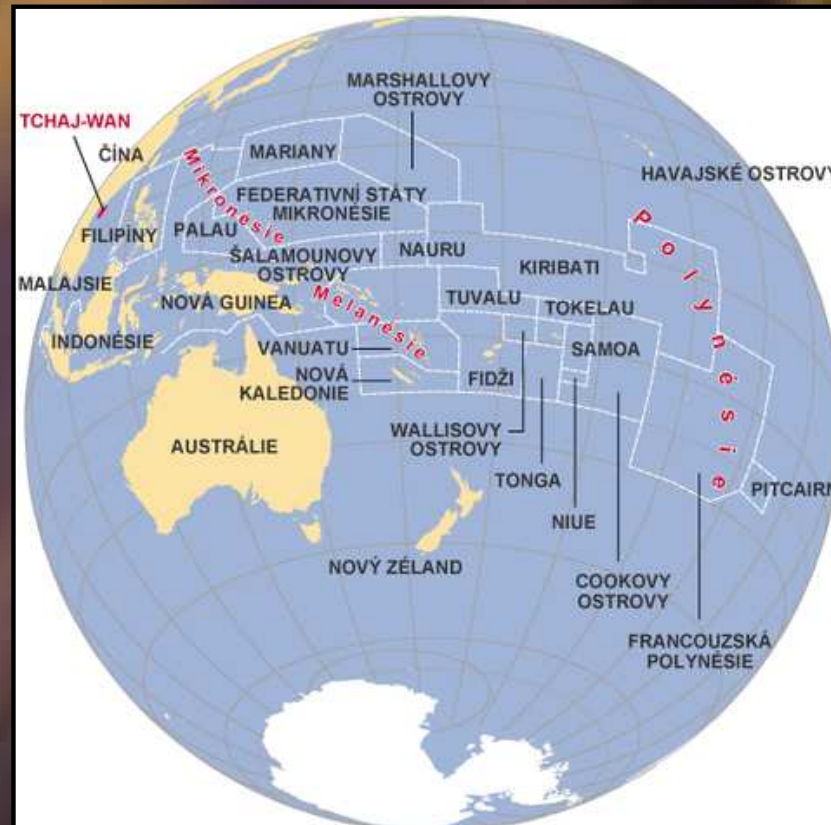 MARSHALLOVY
OSTROVY
TCHAJ-WAN
ČÍNA
MARIANY
HAVAJSKÉ OSTROVY
Mikronésie
FEDERATIVNÍ STÁTY
MIKRONÉSIE
FILIPÍNY
PALAU
Polynésie
ŠALAMOUNOVY
OSTROVY
NAURU
KIRIBATI
MALAJSIE
NOVÁ GUINEA
Melanésie
TUVALU
TOKELAU
INDONÉSIE
VANUATU
SAMOA
NOVÁ
KALEDONIE
FIDŽI
WALLISOVY
OSTROVY
AUSTRÁLIE
TONGA
PITCAIRN
NIUE
NOVÝ ZÉLAND
COOKOVY
OSTROVY
FRANCOUZSKÁ
POLYNÉSIE